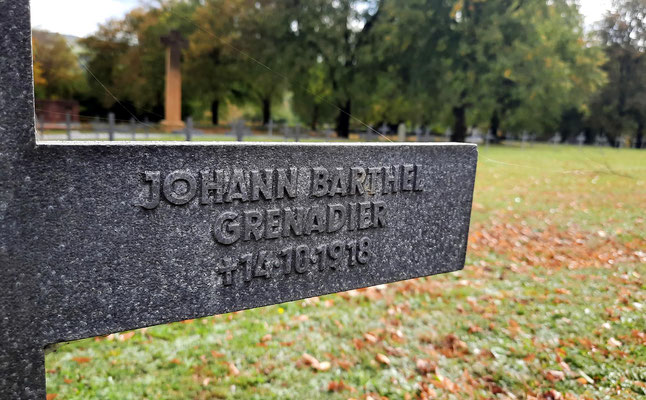 JOHANN BARTHEL
GRENADIER
+14·10·1918